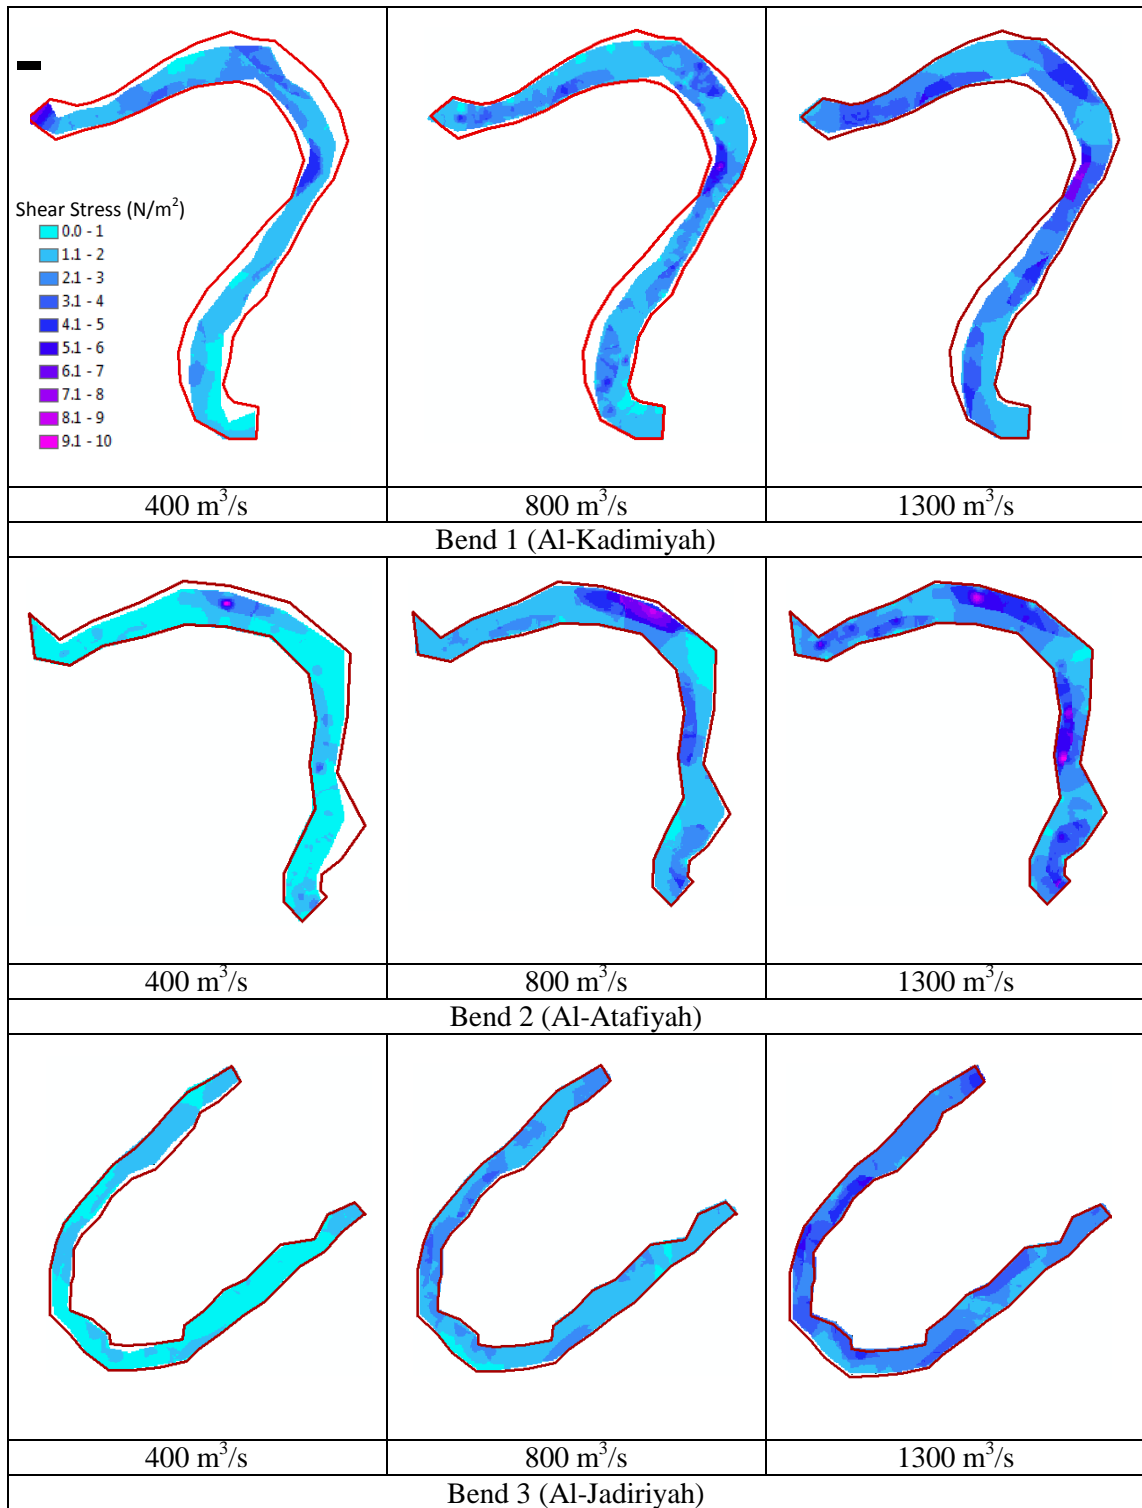 Shear Stress (N/m²)
0.0 - 1
1.1 - 2
2.1 - 3
3.1 - 4
4.1 - 5
5.1 - 6
6.1 - 7
7.1 - 8
8.1 - 9
9.1 - 10
400 m³/s 800 m³/s 1300 m³/s
Bend 1 (Al-Kadimiyah)
400 m³/s 800 m³/s 1300 m³/s
Bend 2 (Al-Atafiyah)
400 m³/s 800 m³/s 1300 m³/s
Bend 3 (Al-Jadiriyah)